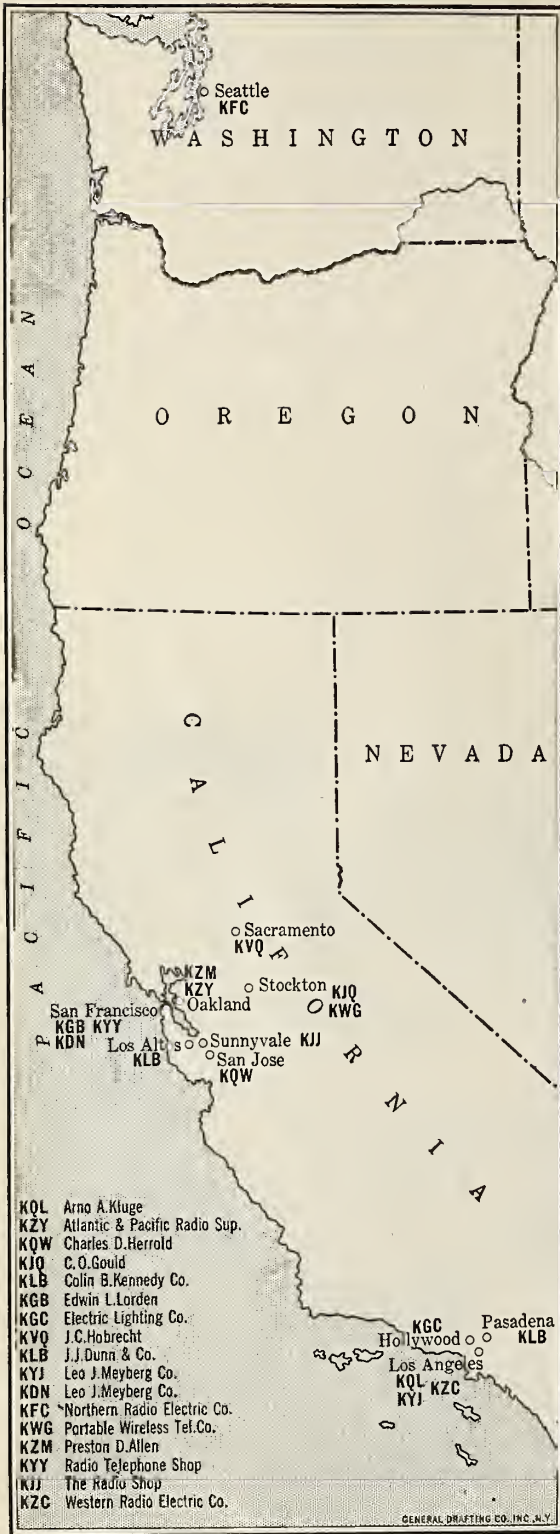 Seattle
KFC
WASHINGTON
OREGON
PACIFIC OCEAN
CALIFORNIA
NEVADA
Sacramento
KVQ
KZM
KZY
Oakland
Stockton
KJQ
KWG
San Francisco
KGB KYY
KDN
Los Alt s
KLB
Sunnyvale KJJ
San Jose
KQW
KGC
Hollywood
Pasadena
KLB
Los Angeles
KQL KZC
KYJ
KQL Arno A.Kluge
KZY Atlantic & Pacific Radio Sup.
KQW Charles D.Herrold
KJQ C.O.Gould
KLB Colin B.Kennedy Co.
KGB Edwin L.Lorden
KGC Electric Lighting Co.
KVQ J.C.Hobrecht
KLB J.J.Dunn & Co.
KYJ Leo J.Meyberg Co.
KDN Leo J.Meyberg Co.
KFC Northern Radio Electric Co.
KWG Portable Wireless Tel.Co.
KZM Preston D.Allen
KYY Radio Telephone Shop
KJJ The Radio Shop
KZC Western Radio Electric Co.
GENERAL DRAFTING CO.INC.,N.Y.